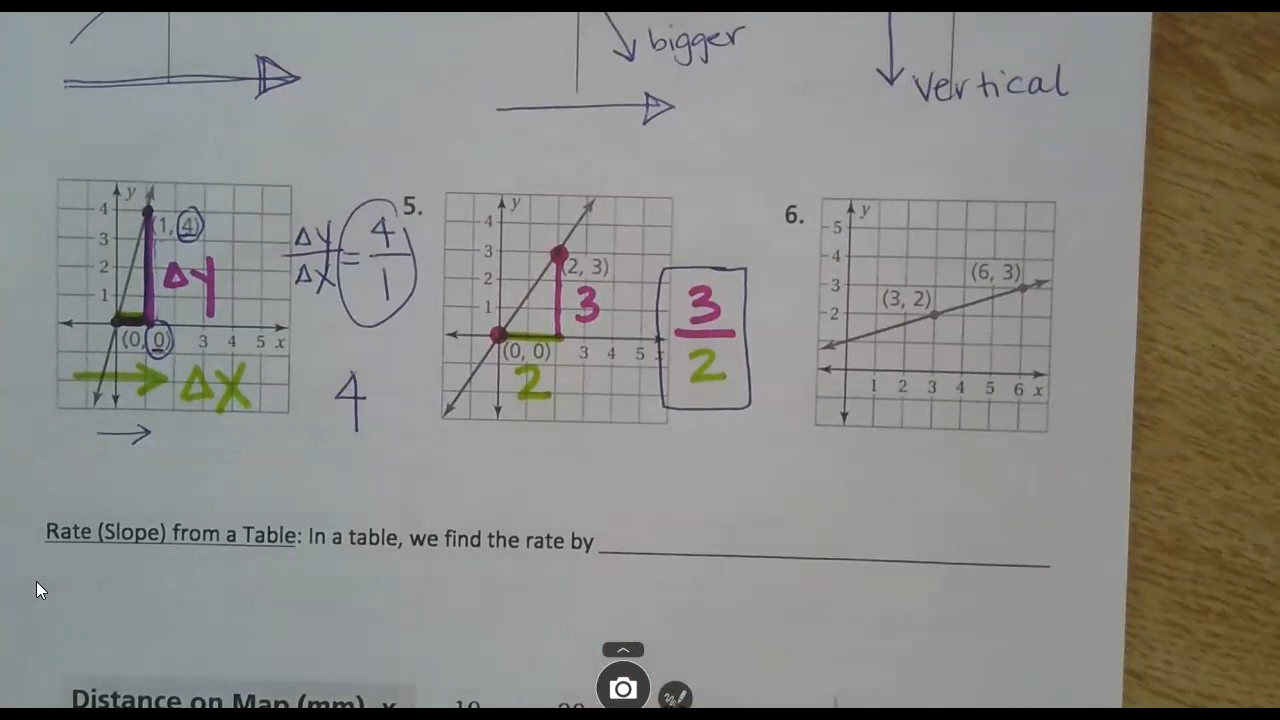 bigger
Vertical
y
4
3
2
1
(1, 4)
ΔY
(0, 0)
3 4 5 x
ΔX
ΔY
ΔX
=
4
1
4
5.
y
4
3
2
1
(2, 3)
3
(0, 0)
3 4 5
2
3
2
6.
y
5
4
3
2
(6, 3)
(3, 2)
1 2 3 4 5 6 x
Rate (Slope) from a Table: In a table, we find the rate by
Distance on Map (mm), x